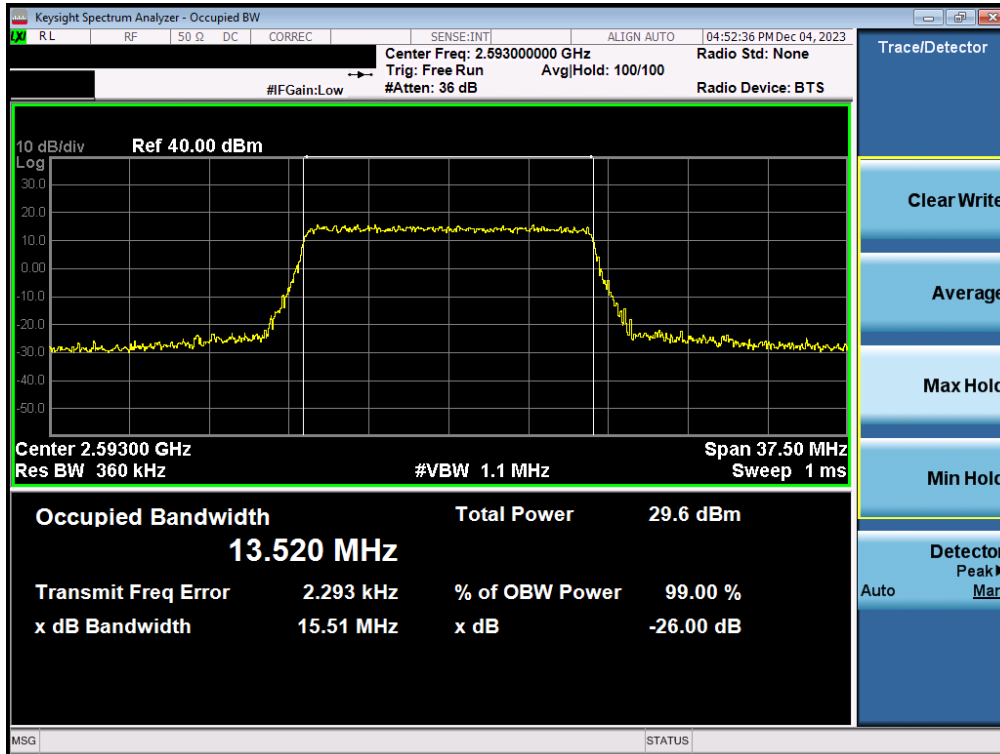 Keysight Spectrum Analyzer - Occupied BW
LXI RL RF 50 Ω DC CORREC SENSE:INT ALIGN AUTO 04:52:36 PM Dec 04, 2023
Center Freq: 2.593000000 GHz Radio Std: None
Trig: Free Run Avg|Hold: 100/100
#IFGain:Low #Atten: 36 dB Radio Device: BTS
10 dB/div Ref 40.00 dBm
Log
30.0
20.0
10.0
0.00
-10.0
-20.0
-30.0
-40.0
-50.0
Center 2.59300 GHz Span 37.50 MHz
Res BW 360 kHz #VBW 1.1 MHz Sweep 1 ms
Occupied Bandwidth Total Power 29.6 dBm
13.520 MHz
Transmit Freq Error 2.293 kHz % of OBW Power 99.00 %
x dB Bandwidth 15.51 MHz x dB -26.00 dB
Trace/Detector
Clear Write
Average
Max Hold
Min Hold
Detector
Peak
Auto Man
MSG STATUS